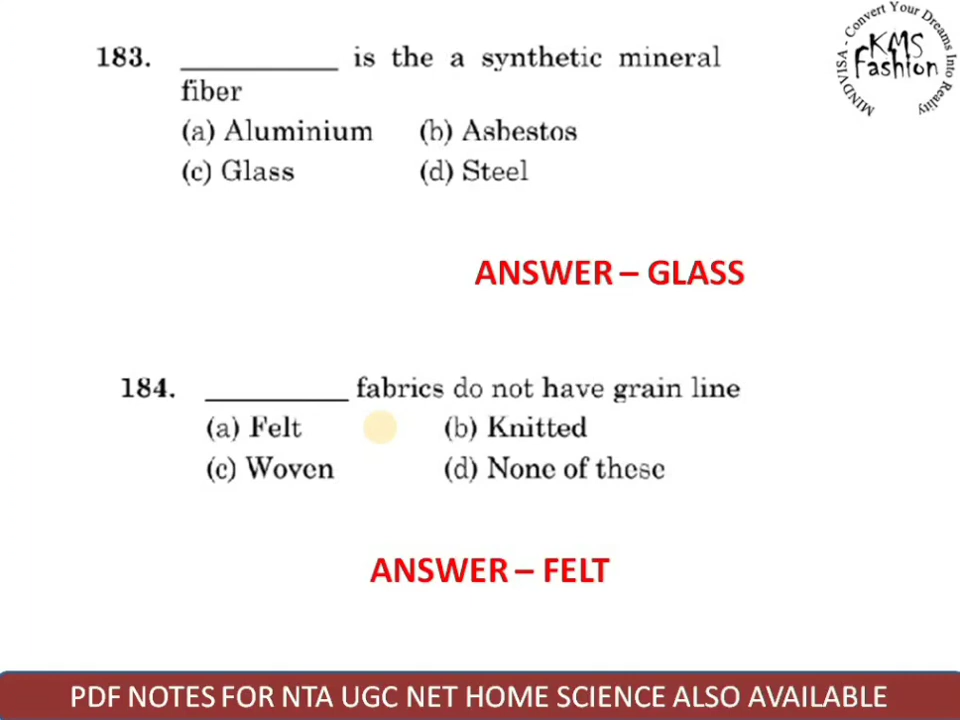 MINDVISA - Convert Your Dreams Into Reality
KMS
Fashion
183. __________ is the a synthetic mineral
fiber
(a) Aluminium (b) Asbestos
(c) Glass (d) Steel
ANSWER – GLASS
184. __________ fabrics do not have grain line
(a) Felt (b) Knitted
(c) Woven (d) None of these
ANSWER – FELT
PDF NOTES FOR NTA UGC NET HOME SCIENCE ALSO AVAILABLE